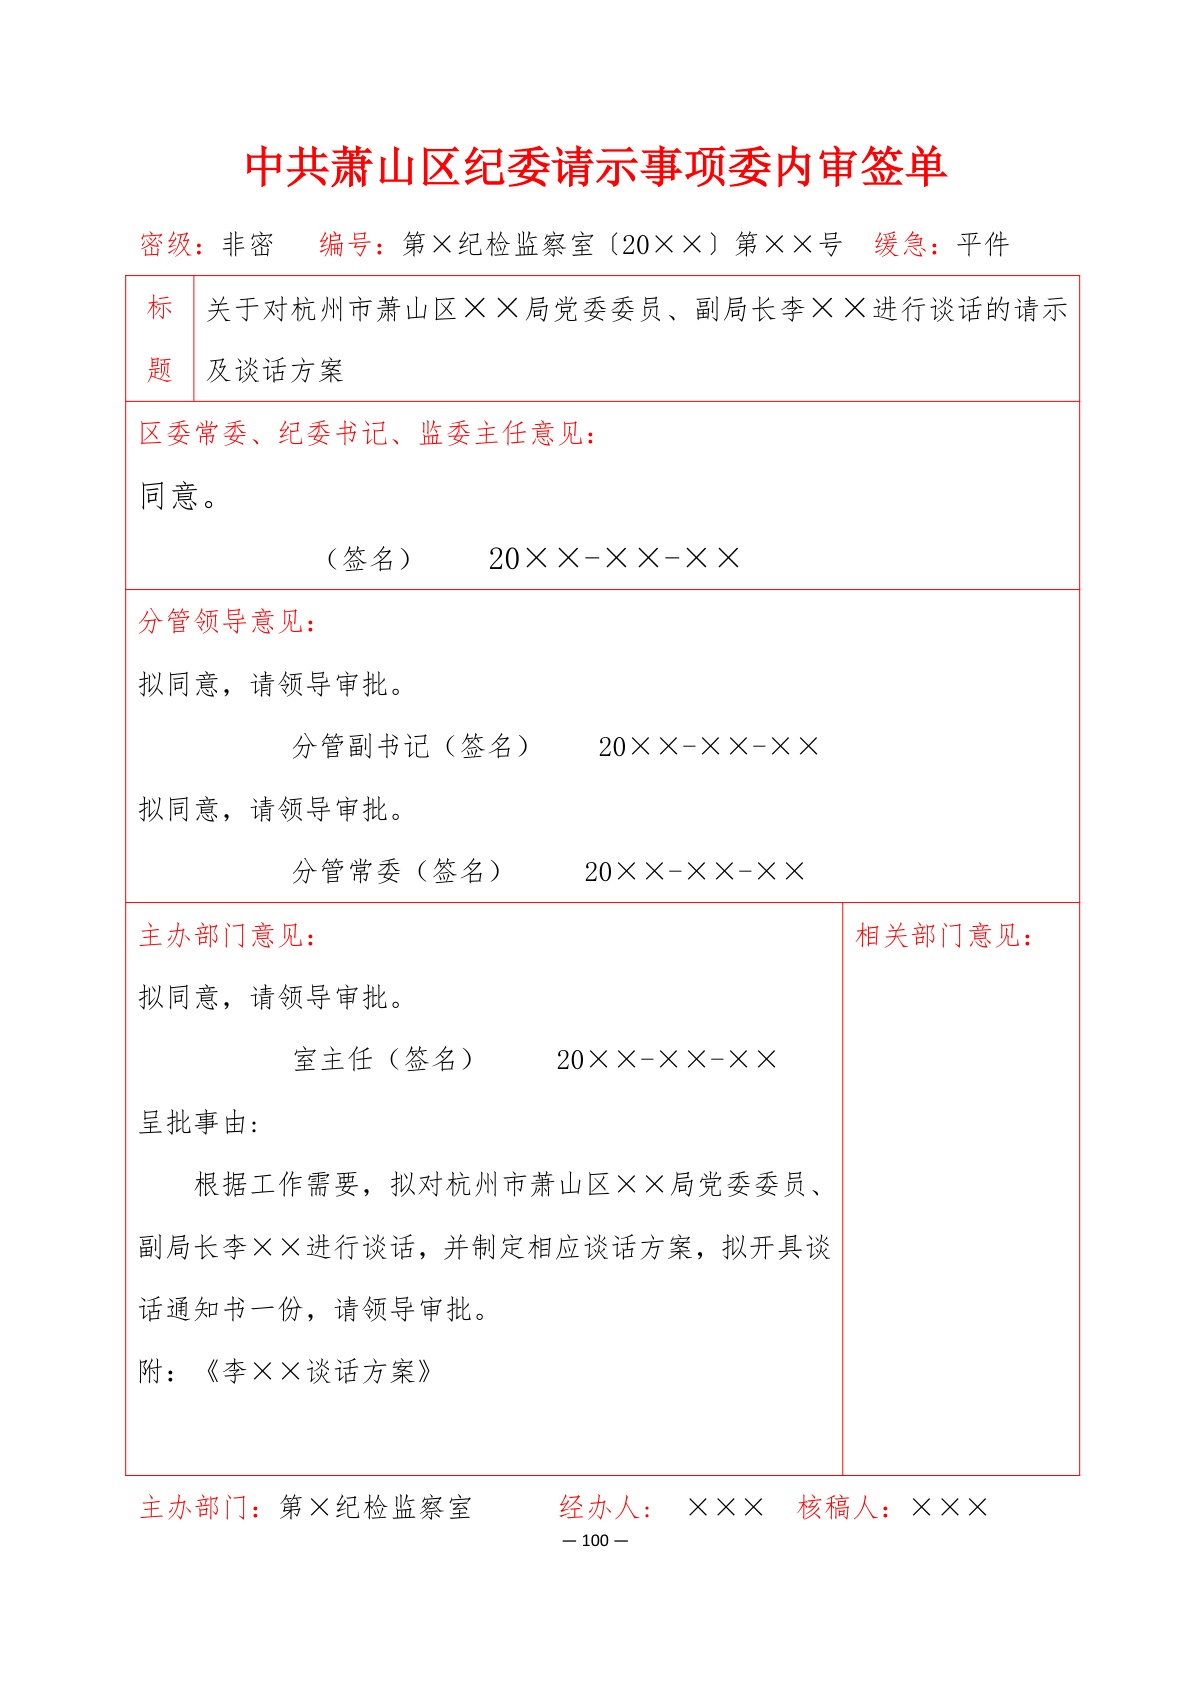 中共萧山区纪委请示事项委内审签单
密级：非密 编号：第×纪检监察室〔20××〕第××号 缓急：平件
标题
关于对杭州市萧山区××局党委委员、副局长李××进行谈话的请示
及谈话方案
区委常委、纪委书记、监委主任意见：
同意。
（签名） 20××-××-××
分管领导意见：
拟同意，请领导审批。
分管副书记（签名） 20××-××-××
拟同意，请领导审批。
分管常委（签名） 20××-××-××
主办部门意见：
拟同意，请领导审批。
室主任（签名） 20××-××-××
呈批事由：
根据工作需要，拟对杭州市萧山区××局党委委员、
副局长李××进行谈话，并制定相应谈话方案，拟开具谈
话通知书一份，请领导审批。
附：《李××谈话方案》
相关部门意见：
主办部门：第×纪检监察室 经办人： ××× 核稿人：×××
— 100 —